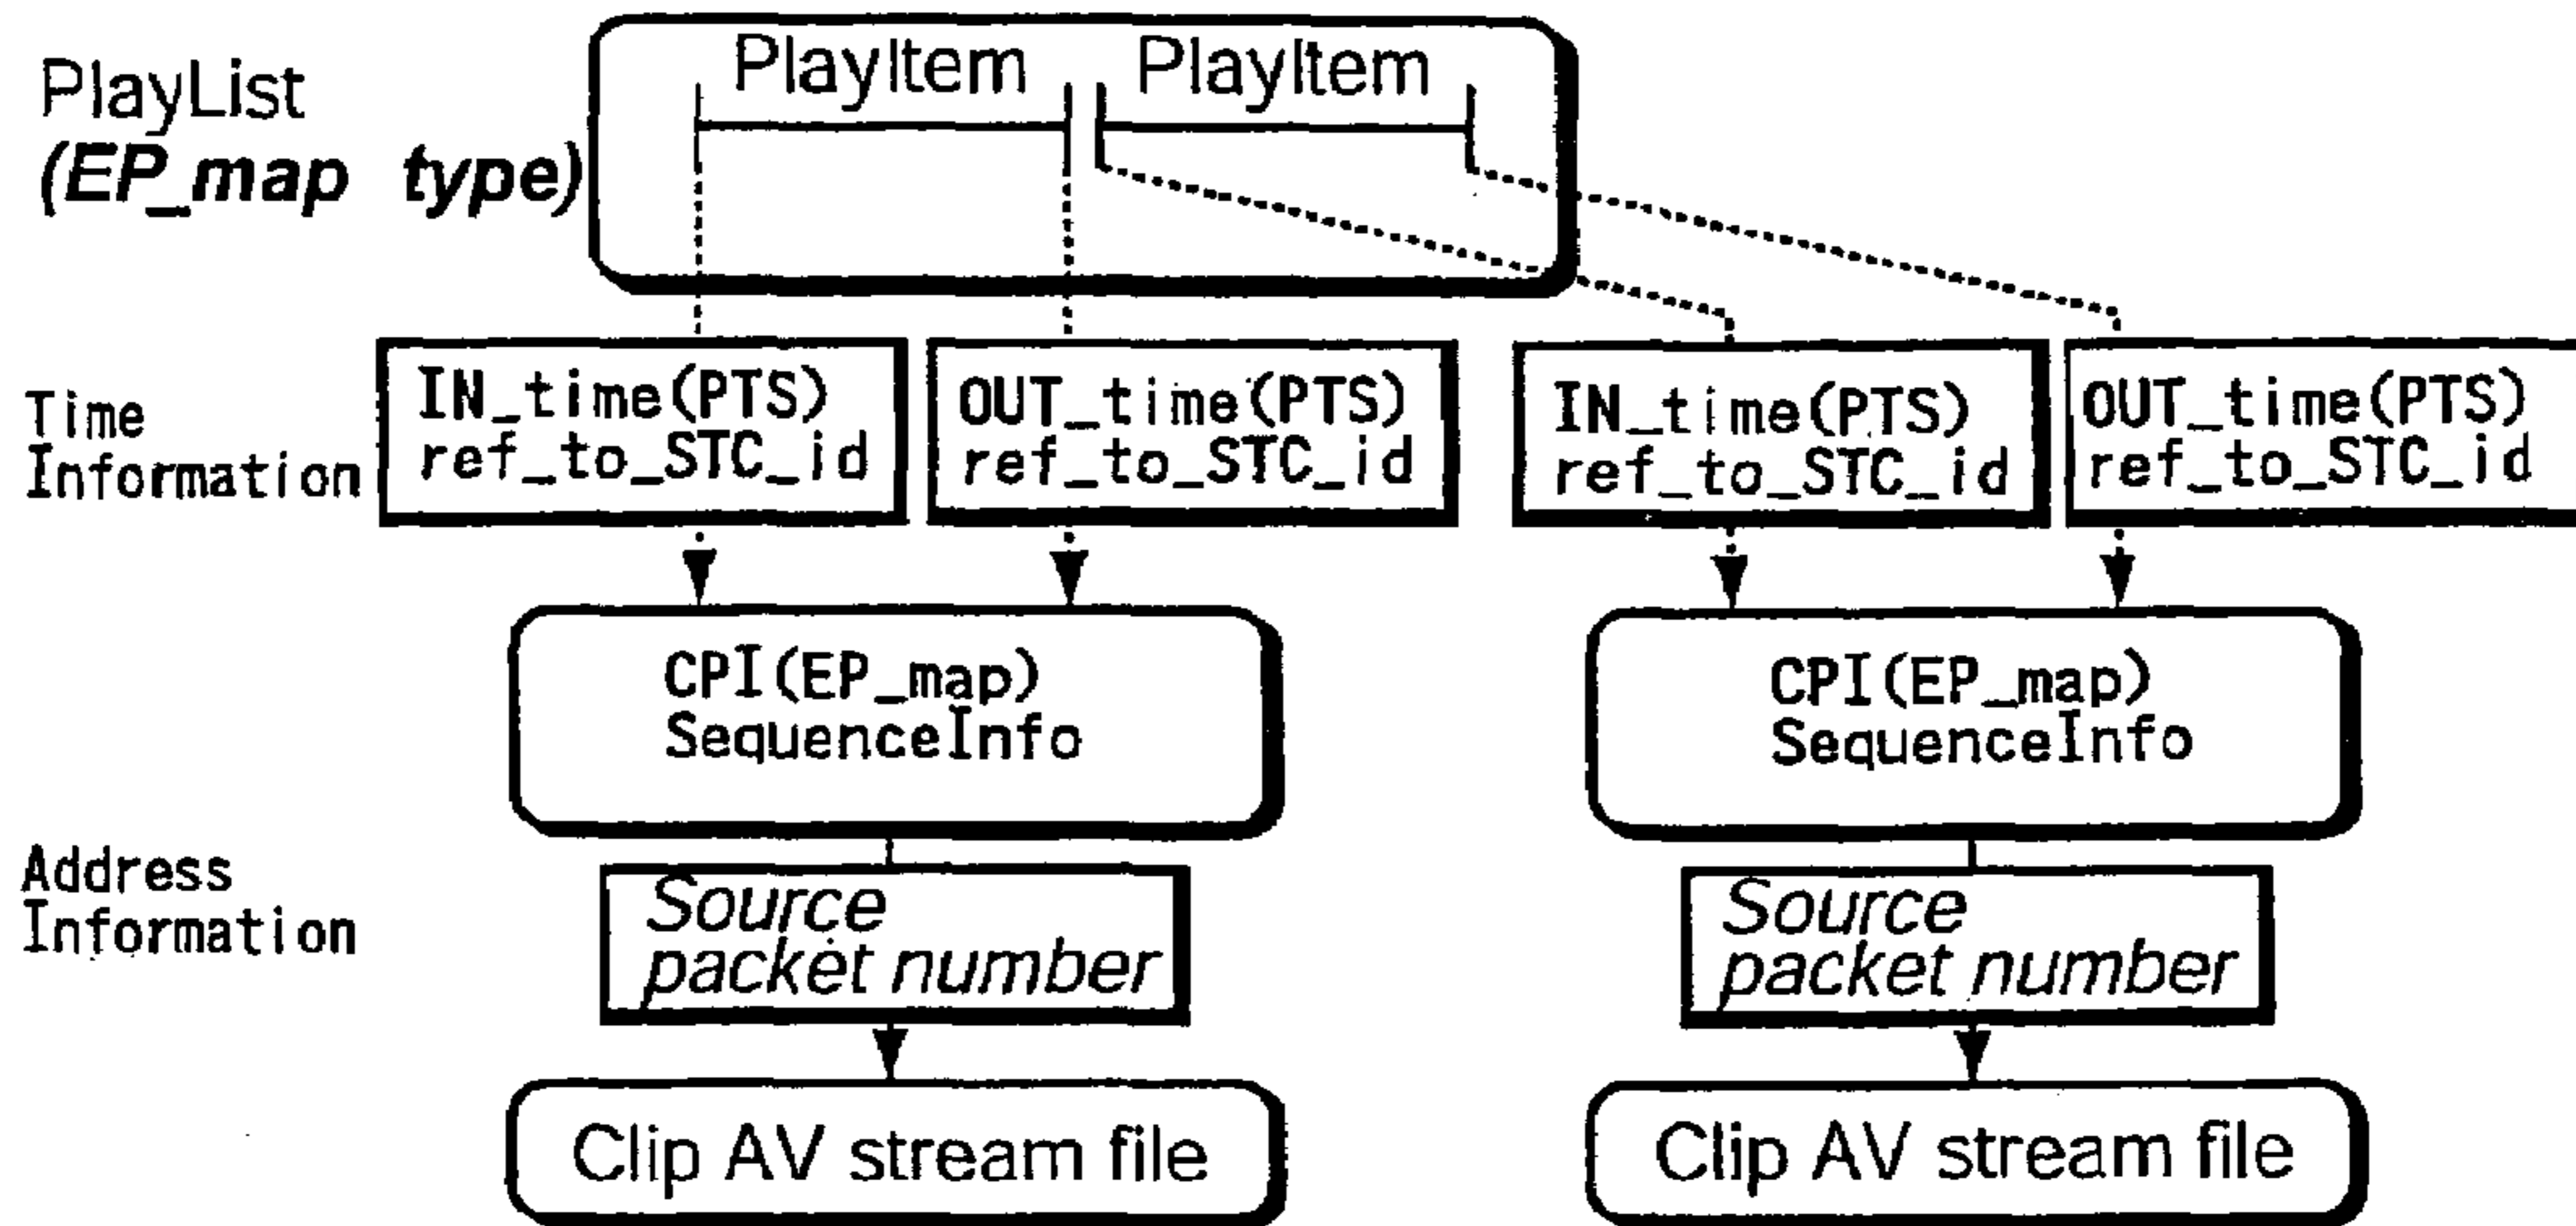 PlayList
(EP_map type)
PlayItem
PlayItem
Time
Information
IN_time(PTS)
ref_to_STC_id
OUT_time(PTS)
ref_to_STC_id
IN_time(PTS)
ref_to_STC_id
OUT_time(PTS)
ref_to_STC_id
CPI(EP_map)
SequenceInfo
CPI(EP_map)
SequenceInfo
Address
Information
Source
packet number
Source
packet number
Clip AV stream file
Clip AV stream file